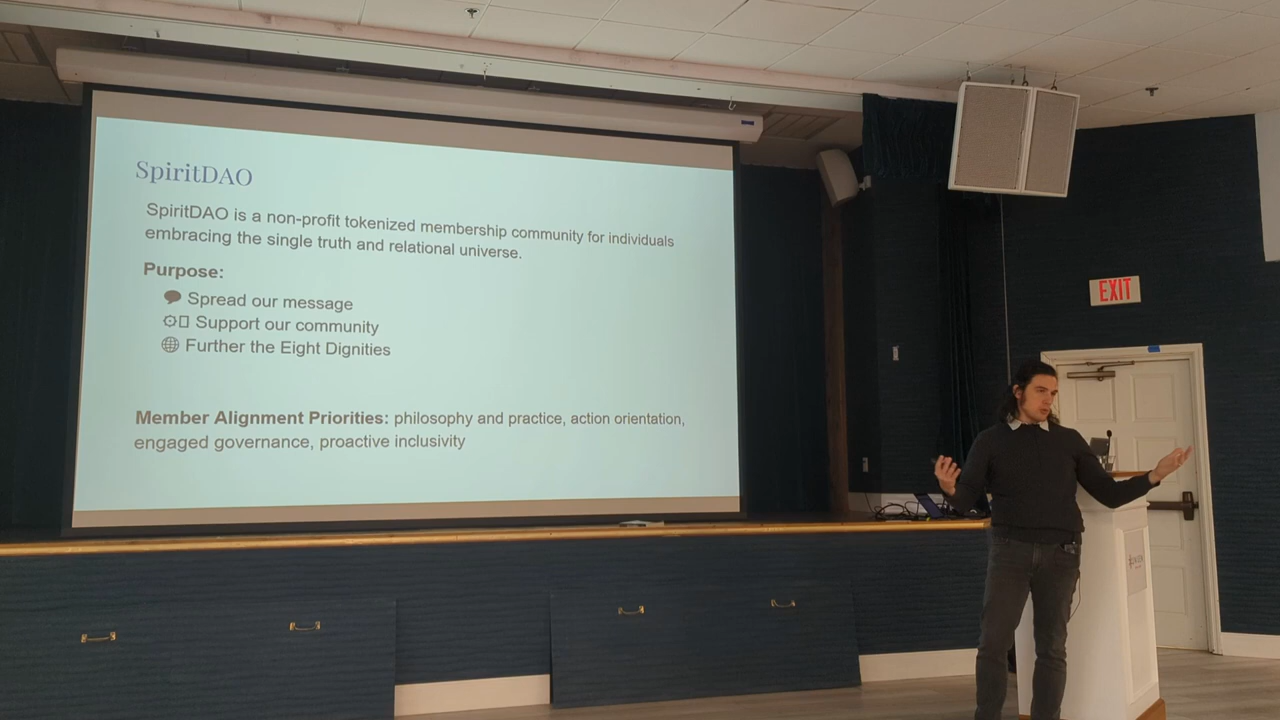 SpiritDAO
SpiritDAO is a non-profit tokenized membership community for individuals
embracing the single truth and relational universe.
Purpose:
Spread our message
Support our community
Further the Eight Dignities
Member Alignment Priorities: philosophy and practice, action orientation,
engaged governance, proactive inclusivity
EXIT